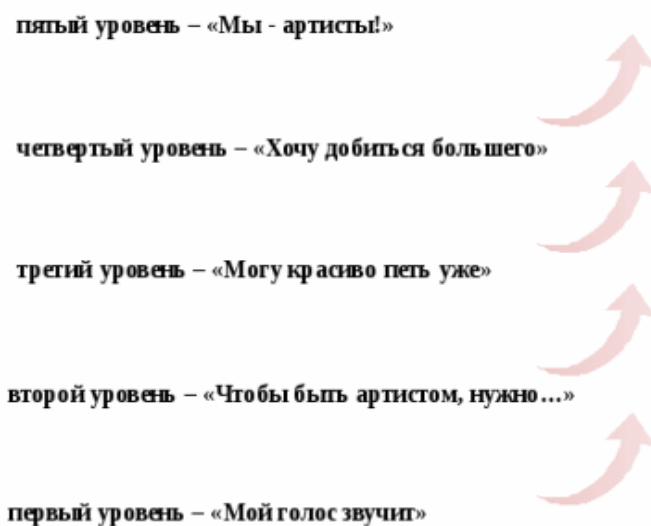 пятый уровень – «Мы - артисты!»
четвертый уровень – «Хочу добиться большего»
третий уровень – «Могу красиво петь уже»
второй уровень – «Чтобы быть артистом, нужно…»
первый уровень – «Мой голос звучит»